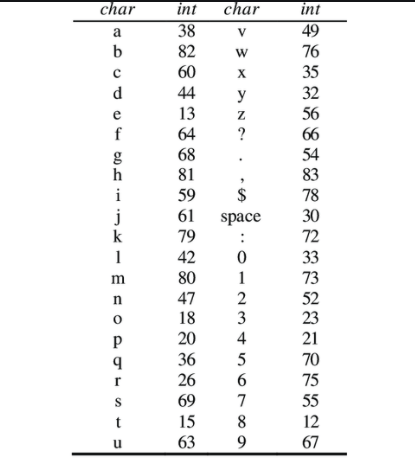 char int char int
a 38 v 49
b 82 w 76
c 60 x 35
d 44 y 32
e 13 z 56
f 64 ? 66
g 68 . 54
h 81 , 83
i 59 $ 78
j 61 space 30
k 79 : 72
l 42 0 33
m 80 1 73
n 47 2 52
o 18 3 23
p 20 4 21
q 36 5 70
r 26 6 75
s 69 7 55
t 15 8 12
u 63 9 67